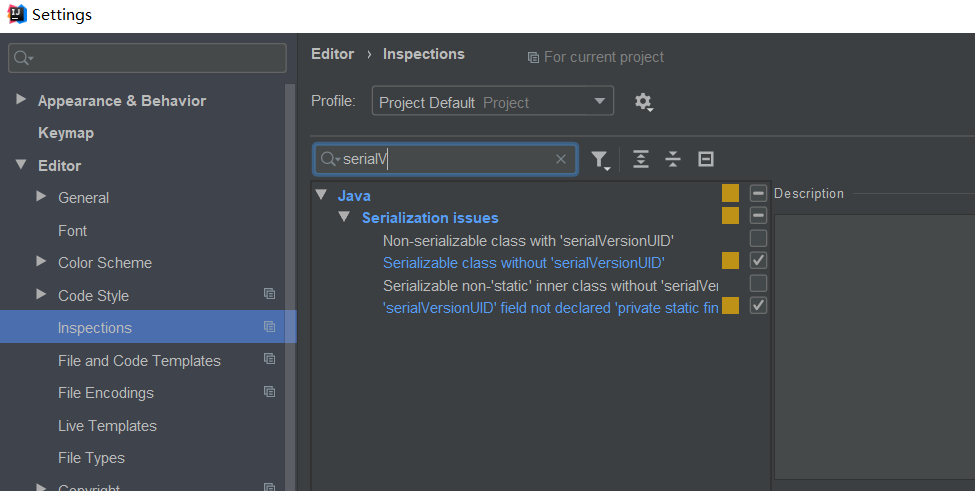 Settings
Appearance & Behavior
Keymap
Editor
General
Font
Color Scheme
Code Style
Inspections
File and Code Templates
File Encodings
Live Templates
File Types
Copyright
Editor › Inspections For current project
Profile: Project Default Project
serialV
Java
Serialization issues
Non-serializable class with 'serialVersionUID'
Serializable class without 'serialVersionUID'
Serializable non-'static' inner class without 'serialVer
'serialVersionUID' field not declared 'private static fin
Description